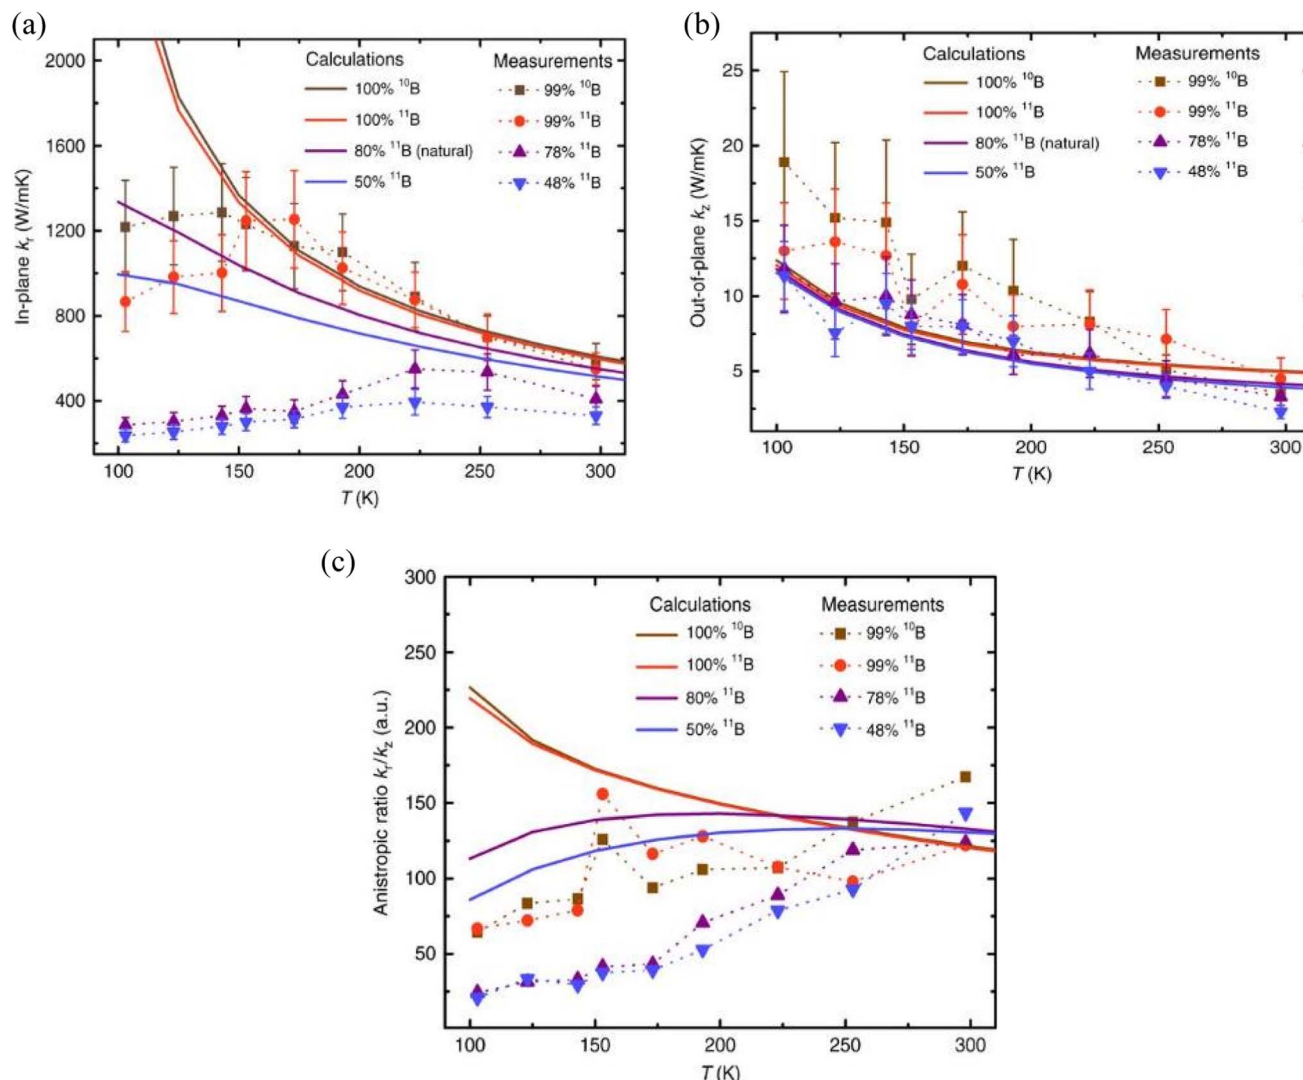 (a)
2000
1600
1200
800
400
In-plane kᵣ (W/mK)
Calculations Measurements
100% ¹⁰B 99% ¹⁰B
100% ¹¹B 99% ¹¹B
80% ¹¹B (natural) 78% ¹¹B
50% ¹¹B 48% ¹¹B
100 150 200 250 300
T (K)
(b)
25
20
15
10
5
Out-of-plane k_z (W/mK)
Calculations Measurements
100% ¹⁰B 99% ¹⁰B
100% ¹¹B 99% ¹¹B
80% ¹¹B (natural) 78% ¹¹B
50% ¹¹B 48% ¹¹B
100 150 200 250 300
T (K)
(c)
300
250
200
150
100
50
Anistropic ratio kᵣ/k_z (a.u.)
Calculations Measurements
100% ¹⁰B 99% ¹⁰B
100% ¹¹B 99% ¹¹B
80% ¹¹B 78% ¹¹B
50% ¹¹B 48% ¹¹B
100 150 200 250 300
T (K)